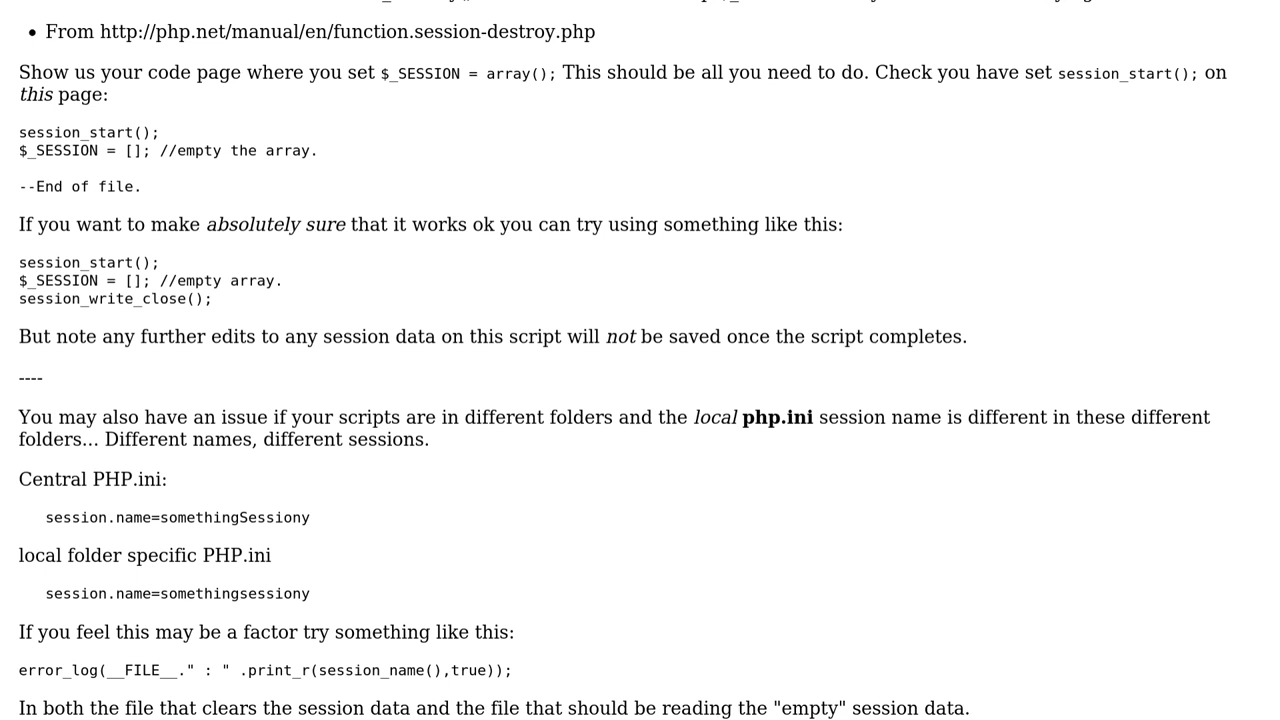 • From http://php.net/manual/en/function.session-destroy.php
Show us your code page where you set $_SESSION = array(); This should be all you need to do. Check you have set session_start(); on
this page:
session_start();
$_SESSION = []; //empty the array.
--End of file.
If you want to make absolutely sure that it works ok you can try using something like this:
session_start();
$_SESSION = []; //empty array.
session_write_close();
But note any further edits to any session data on this script will not be saved once the script completes.
----
You may also have an issue if your scripts are in different folders and the local php.ini session name is different in these different
folders... Different names, different sessions.
Central PHP.ini:
session.name=somethingSessiony
local folder specific PHP.ini
session.name=somethingsessiony
If you feel this may be a factor try something like this:
error_log(__FILE__." : " .print_r(session_name(),true));
In both the file that clears the session data and the file that should be reading the "empty" session data.